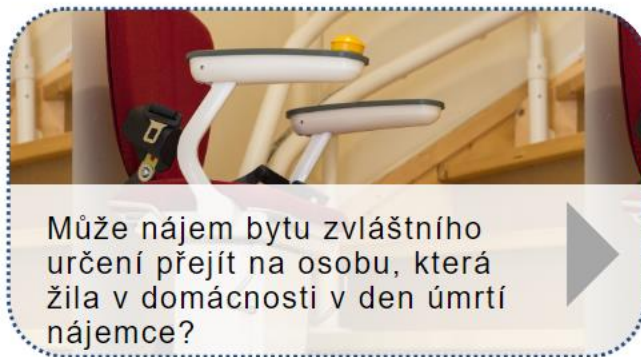 Může nájem bytu zvláštního
určení přejít na osobu, která
žila v domácnosti v den úmrtí
nájemce?